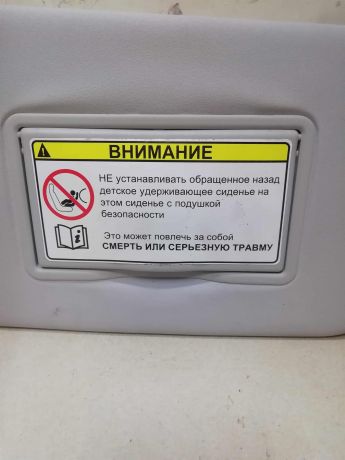 ВНИМАНИЕ
НЕ устанавливать обращенное назад
детское удерживающее сиденье на
этом сиденье с подушкой
безопасности
Это может повлечь за собой
СМЕРТЬ ИЛИ СЕРЬЕЗНУЮ ТРАВМУ